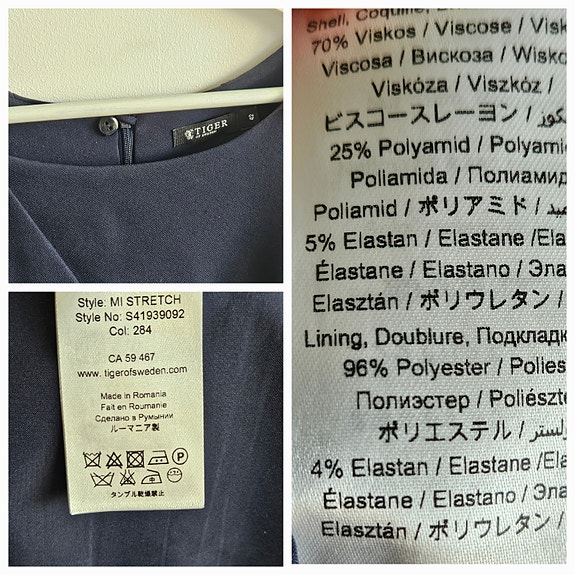 TIGER
OF SWEDEN
Style: MI STRETCH
Style No: S41939092
Col: 284
CA 59 467
www. tigerofsweden.com
Made in Romania
Fait en Roumanie
Сделано в Румынии
ルーマニア製
P
タンブル乾燥禁止
Shell, Coquille,
70% Viskos / Viscose / Visk
Viscosa / Вискоза / Wisko
Viskóza / Viszkóz /
ビスコースレーヨン /
25% Polyamid / Polyami
Poliamida / Полиамид
Poliamid / ポリアミド /
5% Elastan / Elastane /Ela
Élastane / Elastano / Эла
Elasztán / ポリウレタン /
Lining, Doublure, Подкладк
96% Polyester / Polies
Полиэстер / Poliészte
ポリエステル /
4% Elastan / Elastane /Ela
Élastane / Elastano / Эла
Elasztán / ポリウレタン /